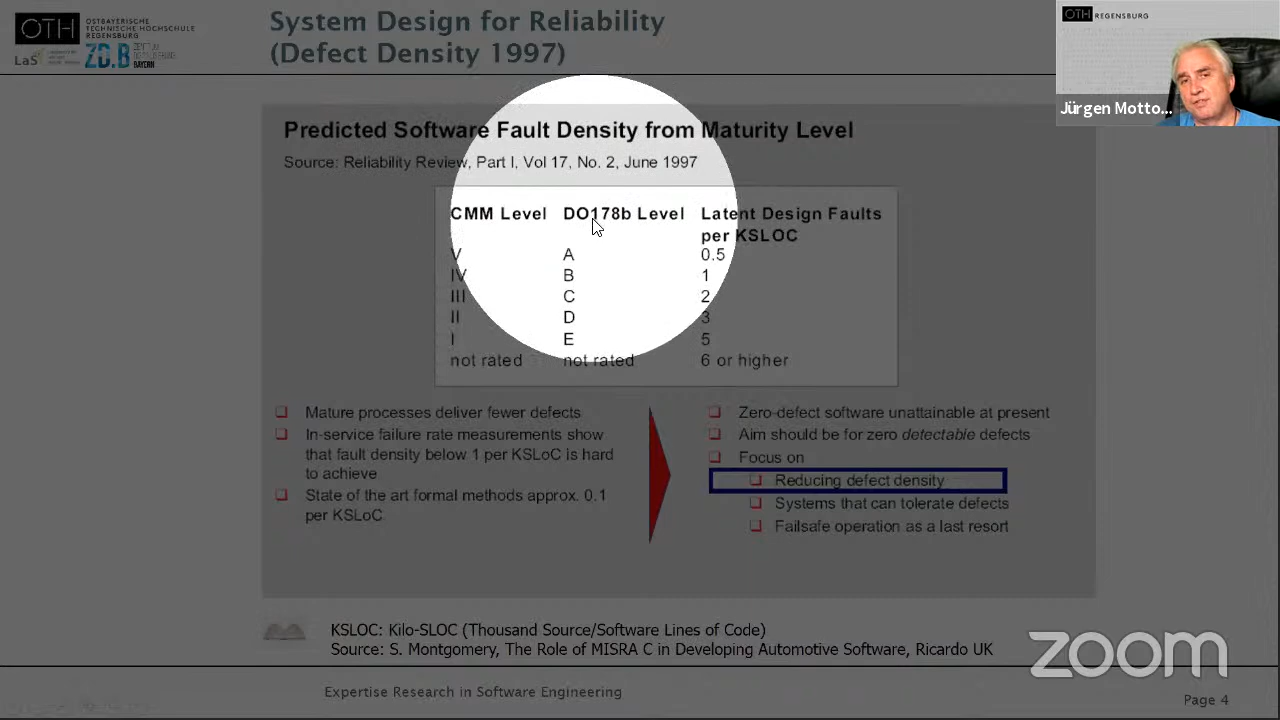 OTH
OSTBAYERISCHE
TECHNISCHE HOCHSCHULE
REGENSBURG
LaS³
ZD.B
BAYERN
System Design for Reliability
(Defect Density 1997)
OTH REGENSBURG
Jürgen Motto...
Predicted Software Fault Density from Maturity Level
Source: Reliability Review, Part I, Vol 17, No. 2, June 1997
CMM Level DO178b Level Latent Design Faults
per KSLOC
V A 0.5
IV B 1
III C 2
II D 3
I E 5
not rated not rated 6 or higher
Mature processes deliver fewer defects
In-service failure rate measurements show
that fault density below 1 per KSLoC is hard
to achieve
State of the art formal methods approx. 0.1
per KSLoC
Zero-defect software unattainable at present
Aim should be for zero detectable defects
Focus on
Reducing defect density
Systems that can tolerate defects
Failsafe operation as a last resort
KSLOC: Kilo-SLOC (Thousand Source/Software Lines of Code)
Source: S. Montgomery, The Role of MISRA C in Developing Automotive Software, Ricardo UK
zoom
Expertise Research in Software Engineering
Page 4